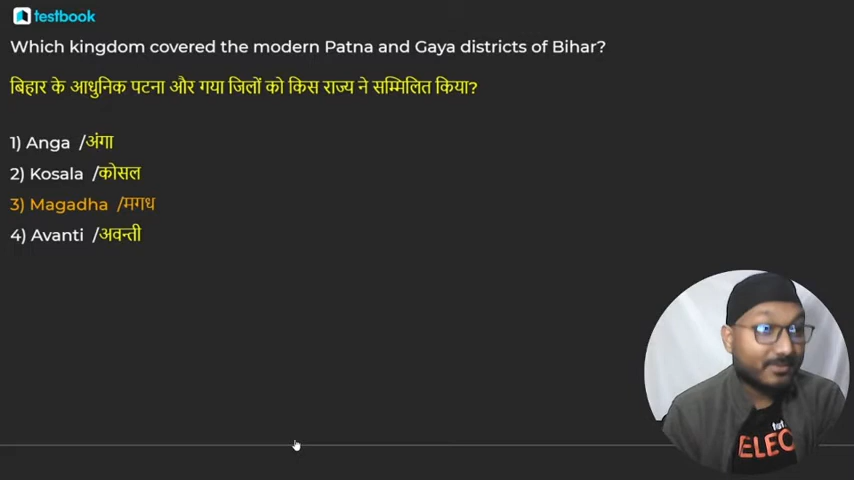 testbook
Which kingdom covered the modern Patna and Gaya districts of Bihar?
बिहार के आधुनिक पटना और गया जिलों को किस राज्य ने सम्मिलित किया?
1) Anga /अंगा
2) Kosala /कोसल
3) Magadha /मगध
4) Avanti /अवन्ती
ELEC